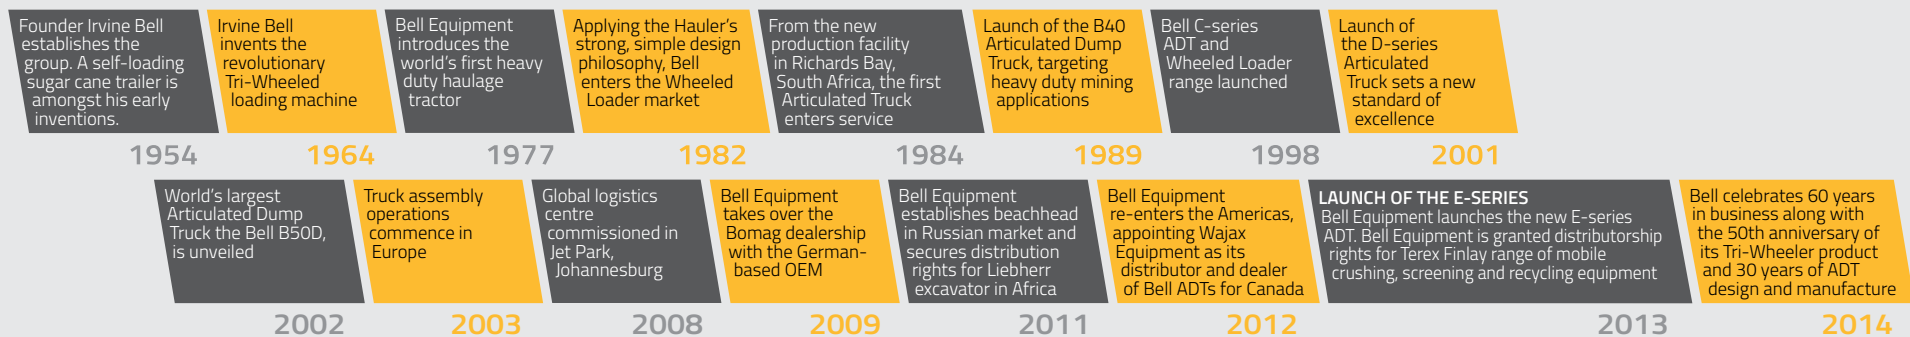 Founder Irvine Bell
establishes the
group. A self-loading
sugar cane trailer is
amongst his early
inventions.
1954
Irvine Bell
invents the
revolutionary
Tri-Wheeled
loading machine
1964
Bell Equipment
introduces the
world's first heavy
duty haulage
tractor
1977
Applying the Hauler's
strong, simple design
philosophy, Bell
enters the Wheeled
Loader market
1982
From the new
production facility
in Richards Bay,
South Africa, the first
Articulated Truck
enters service
1984
Launch of the B40
Articulated Dump
Truck, targeting
heavy duty mining
applications
1989
Bell C-series
ADT and
Wheeled Loader
range launched
1998
Launch of
the D-series
Articulated
Truck sets a new
standard of
excellence
2001
World's largest
Articulated Dump
Truck the Bell B50D,
is unveiled
2002
Truck assembly
operations
commence in
Europe
2003
Global logistics
centre
commissioned in
Jet Park,
Johannesburg
2008
Bell Equipment
takes over the
Bomag dealership
with the German-
based OEM
2009
Bell Equipment
establishes beachhead
in Russian market and
secures distribution
rights for Liebherr
excavator in Africa
2011
Bell Equipment
re-enters the Americas,
appointing Wajax
Equipment as its
distributor and dealer
of Bell ADTs for Canada
2012
LAUNCH OF THE E-SERIES
Bell Equipment launches the new E-series
ADT. Bell Equipment is granted distributorship
rights for Terex Finlay range of mobile
crushing, screening and recycling equipment
2013
Bell celebrates 60 years
in business along with
the 50th anniversary of
its Tri-Wheeler product
and 30 years of ADT
design and manufacture
2014